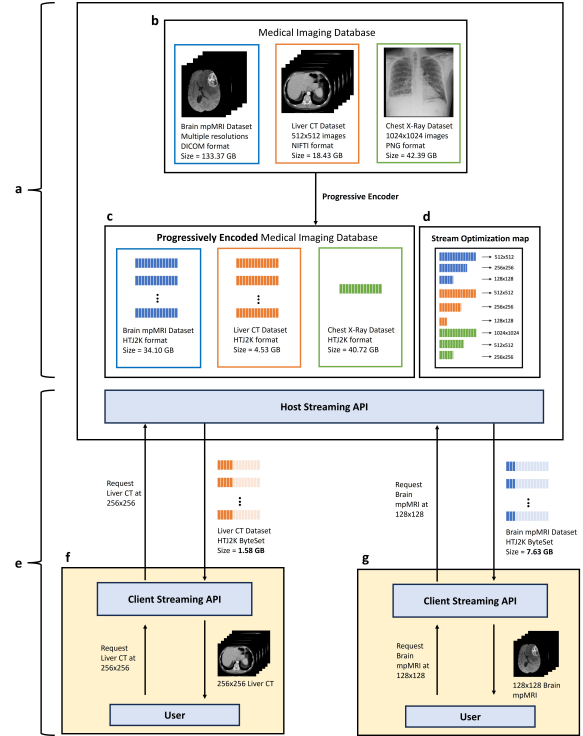 b
Medical Imaging Database
Brain mpMRI Dataset
Multiple resolutions
DICOM format
Size = 133.37 GB
Liver CT Dataset
512x512 images
NIFTI format
Size = 18.43 GB
Chest X-Ray Dataset
1024x1024 images
PNG format
Size = 42.39 GB
a
Progressive Encoder
c
Progressively Encoded Medical Imaging Database
Brain mpMRI Dataset
HTJ2K format
Size = 34.10 GB
Liver CT Dataset
HTJ2K format
Size = 4.53 GB
Chest X-Ray Dataset
HTJ2K format
Size = 40.72 GB
d
Stream Optimization map
512x512
256x256
128x128
512x512
256x256
128x128
1024x1024
512x512
256x256
Host Streaming API
e
Request
Liver CT at
256x256
Liver CT Dataset
HTJ2K ByteSet
Size = 1.58 GB
Request
Brain
mpMRI at
128x128
Brain mpMRI Dataset
HTJ2K ByteSet
Size = 7.63 GB
f
Client Streaming API
Request
Liver CT at
256x256
256x256 Liver CT
User
g
Client Streaming API
Request
Brain
mpMRI at
128x128
128x128 Brain
mpMRI
User